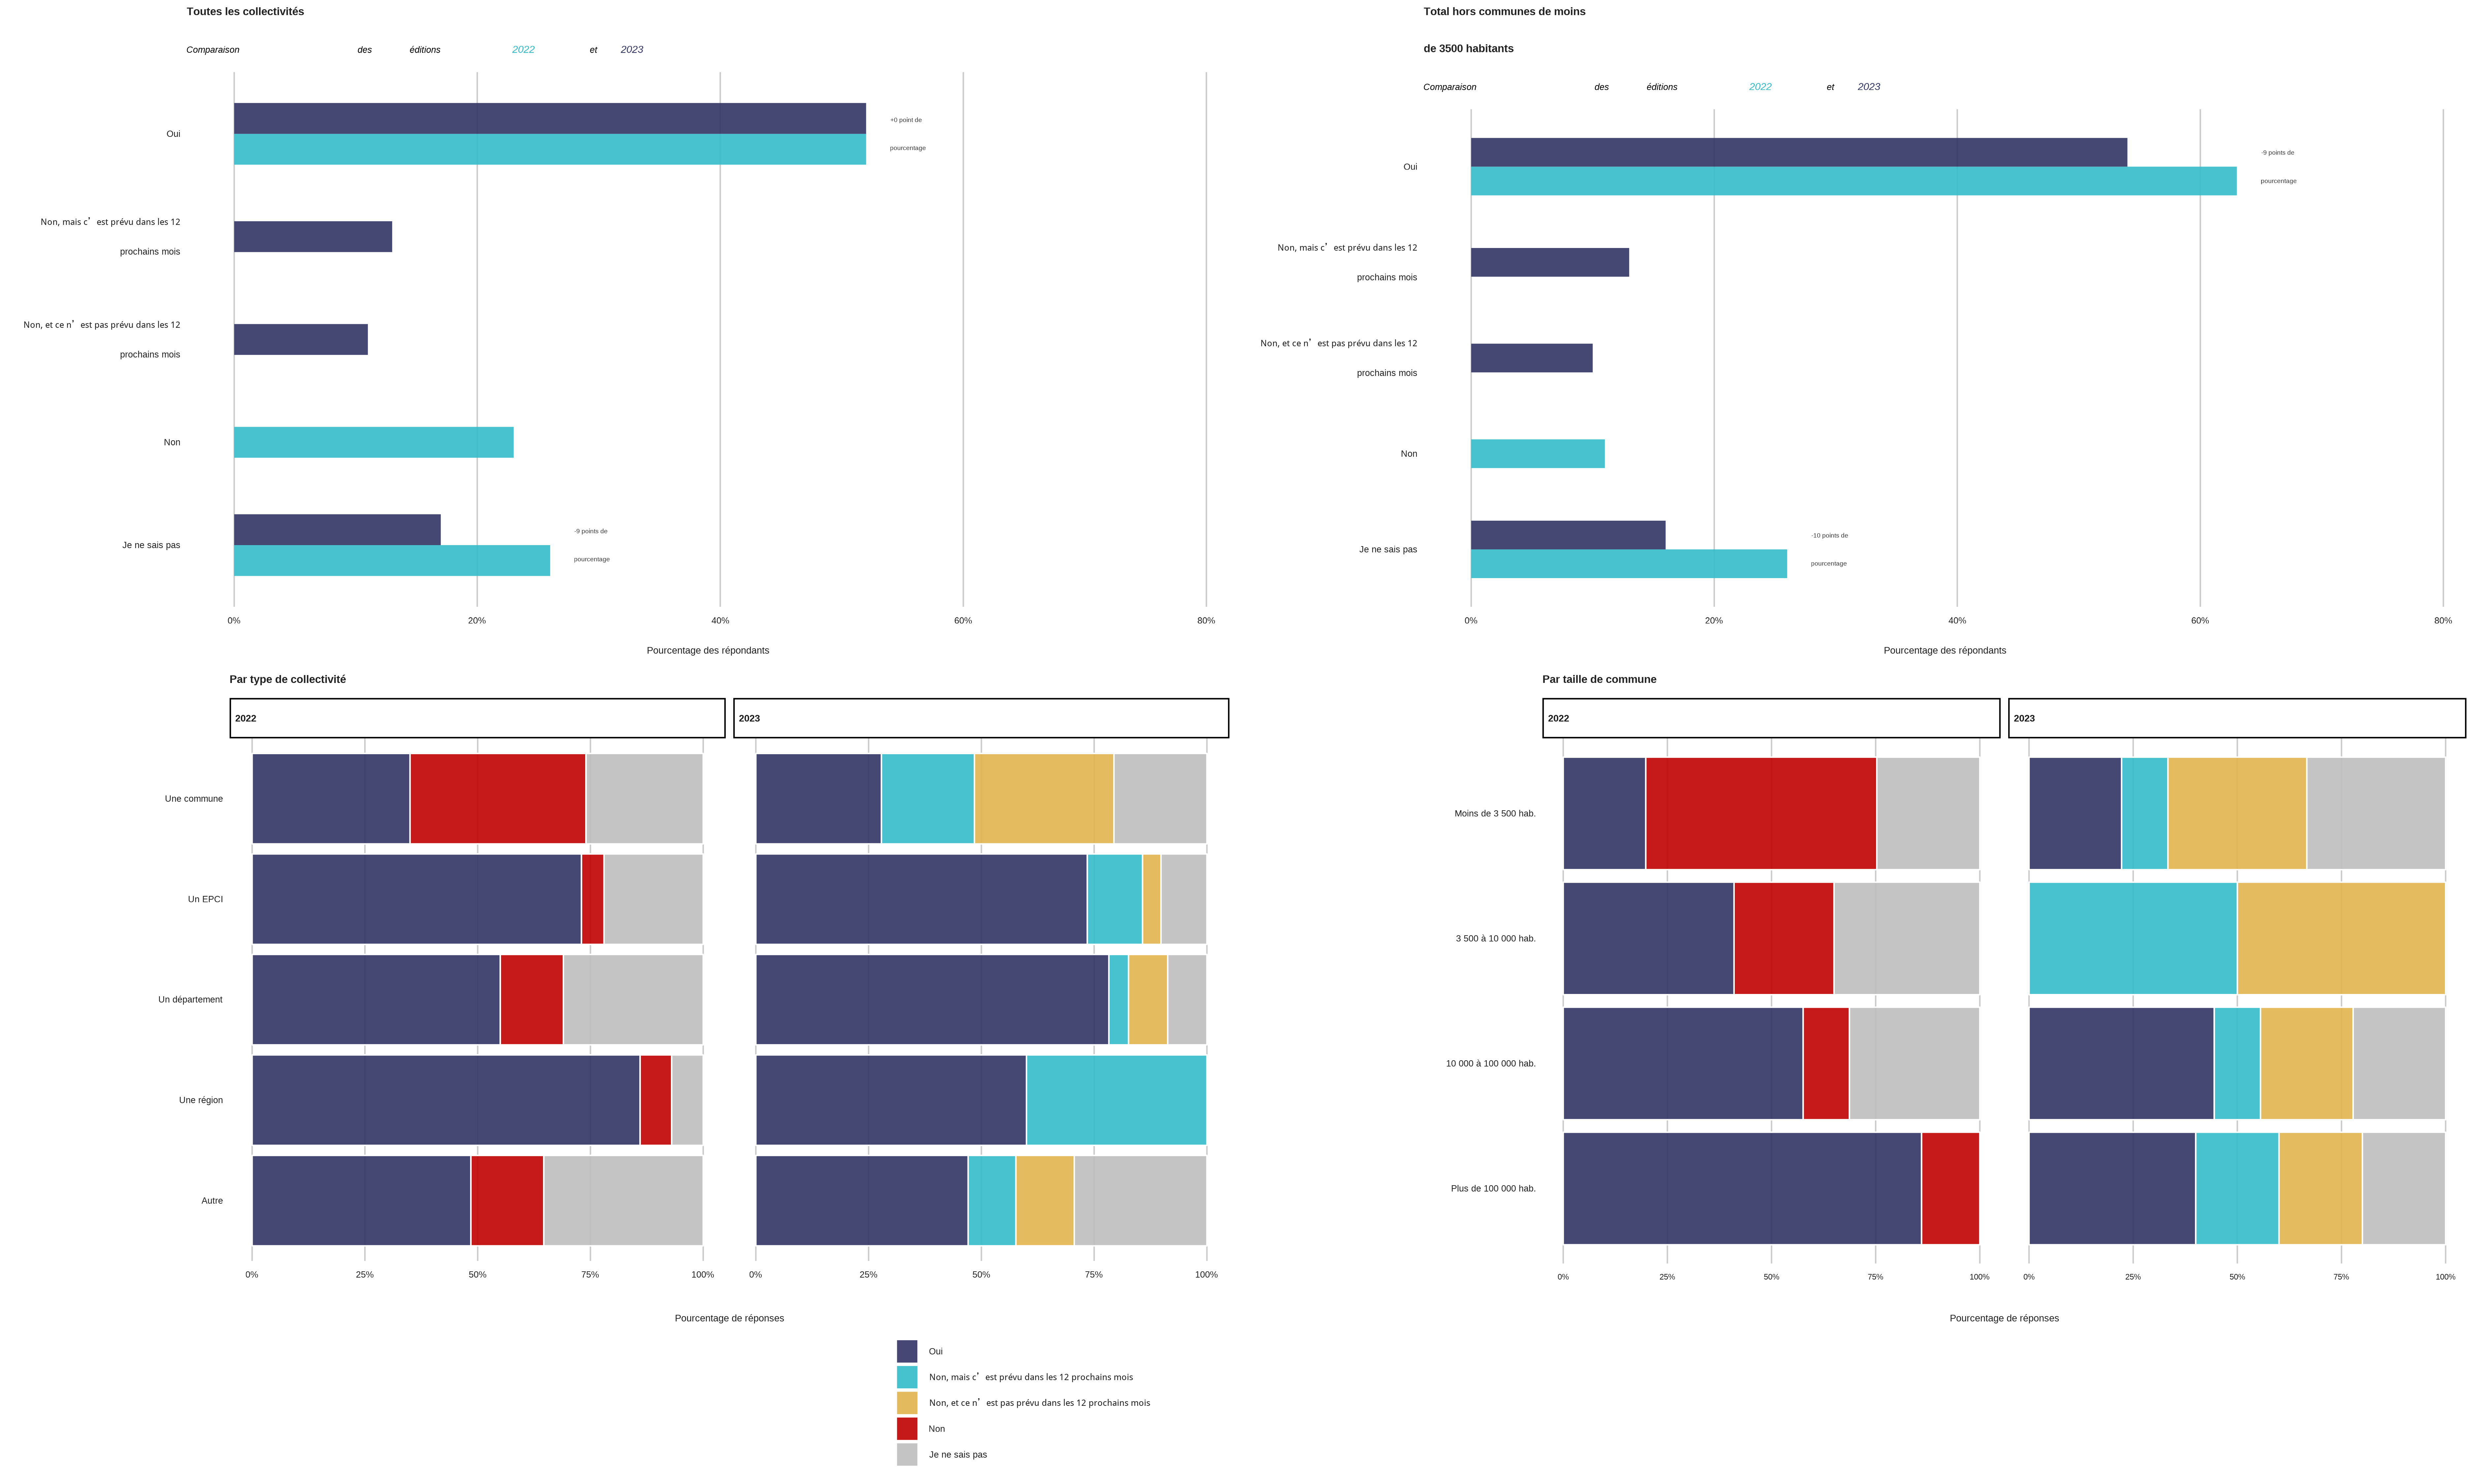 Toutes les collectivités
Comparaison des éditions 2022 et 2023
+0 point de
pourcentage
Oui
Non, mais c’est prévu dans les 12
prochains mois
Non, et ce n’est pas prévu dans les 12
prochains mois
Non
Je ne sais pas
-9 points de
pourcentage
0% 20% 40% 60% 80%
Pourcentage des répondants
Total hors communes de moins
de 3500 habitants
Comparaison des éditions 2022 et 2023
Oui
-9 points de
pourcentage
Non, mais c’est prévu dans les 12
prochains mois
Non, et ce n’est pas prévu dans les 12
prochains mois
Non
Je ne sais pas
-10 points de
pourcentage
0% 20% 40% 60% 80%
Pourcentage des répondants
Par type de collectivité
2022 2023
Une commune
Un EPCI
Un département
Une région
Autre
0% 25% 50% 75% 100% 0% 25% 50% 75% 100%
Pourcentage de réponses
Par taille de commune
2022 2023
Moins de 3 500 hab.
3 500 à 10 000 hab.
10 000 à 100 000 hab.
Plus de 100 000 hab.
0% 25% 50% 75% 100% 0% 25% 50% 75% 100%
Pourcentage de réponses
Oui
Non, mais c’est prévu dans les 12 prochains mois
Non, et ce n’est pas prévu dans les 12 prochains mois
Non
Je ne sais pas